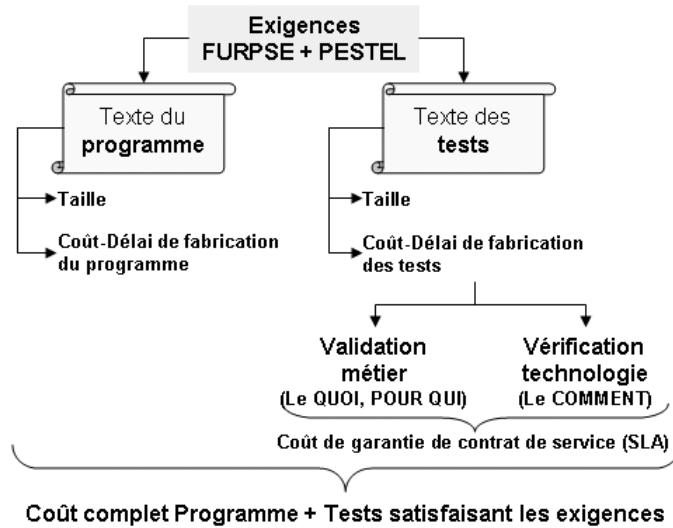 Exigences
FURPSE + PESTEL
Texte du
programme
Texte des
tests
Taille
Coût-Délai de fabrication
du programme
Taille
Coût-Délai de fabrication
des tests
Validation
métier
(Le QUOI, POUR QUI)
Vérification
technologie
(Le COMMENT)
Coût de garantie de contrat de service (SLA)
Coût complet Programme + Tests satisfaisant les exigences